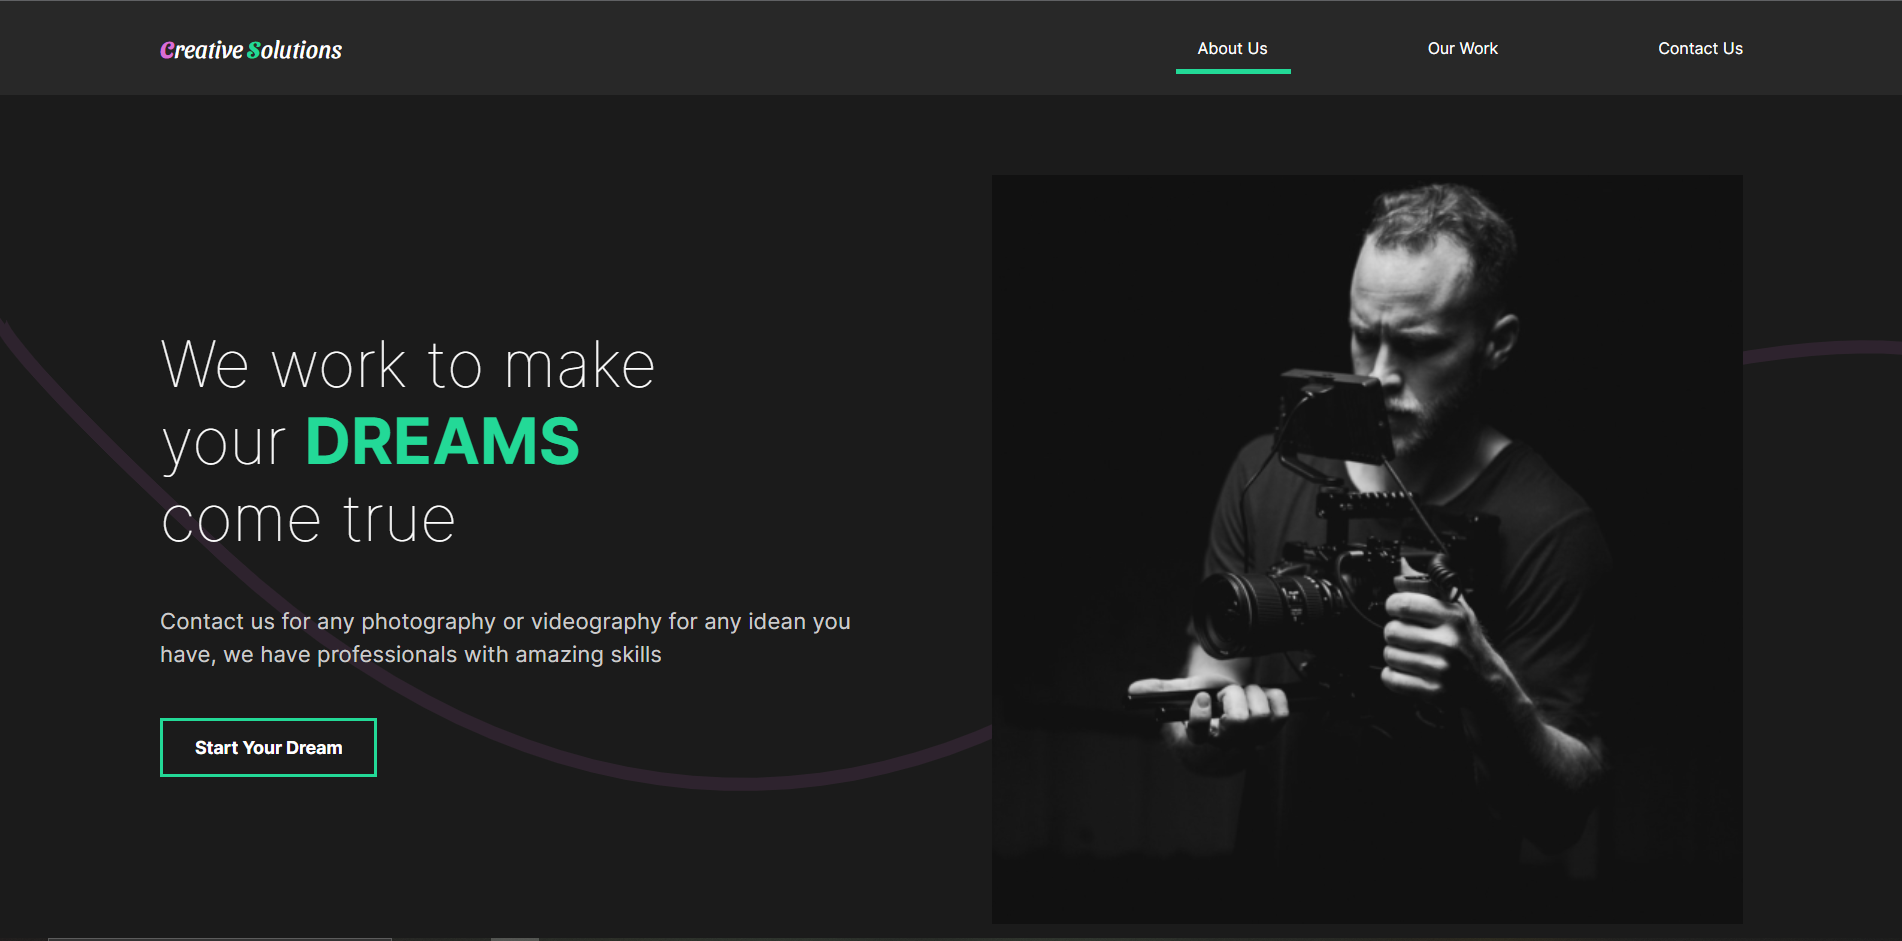 Creative Solutions
About Us
Our Work
Contact Us
We work to make
your DREAMS
come true
Contact us for any photography or videography for any idean you
have, we have professionals with amazing skills
Start Your Dream